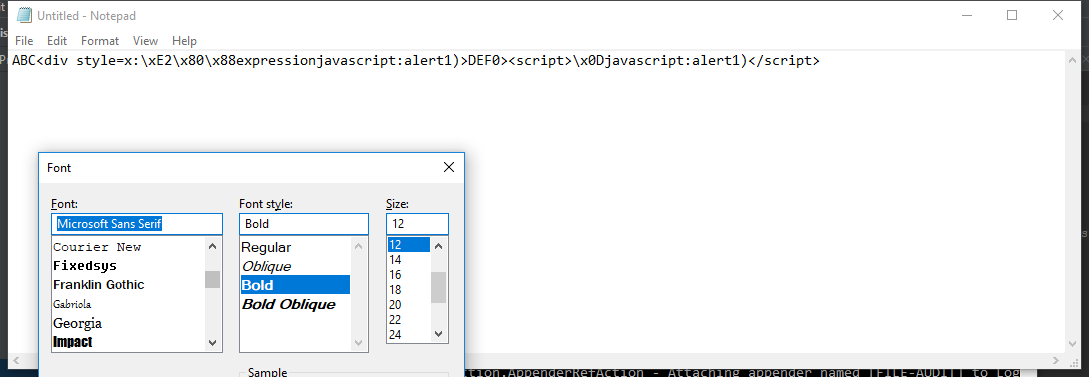 Untitled - Notepad
File Edit Format View Help
ABC<div style=x:\xE2\x80\x88expressionjavascript:alert1)>DEF0><script>\x0Djavascript:alert1)</script>
Font
Font: Font style: Size:
Microsoft Sans Serif Bold 12
Courier New Regular 12
Fixedsys Oblique 14
Franklin Gothic Bold 16
Gabriola Bold Oblique 18
Georgia 20
Impact 22
24
Sample
tion.AppenderRefAction - Attaching appender named [FILE-AUDIT] to Log